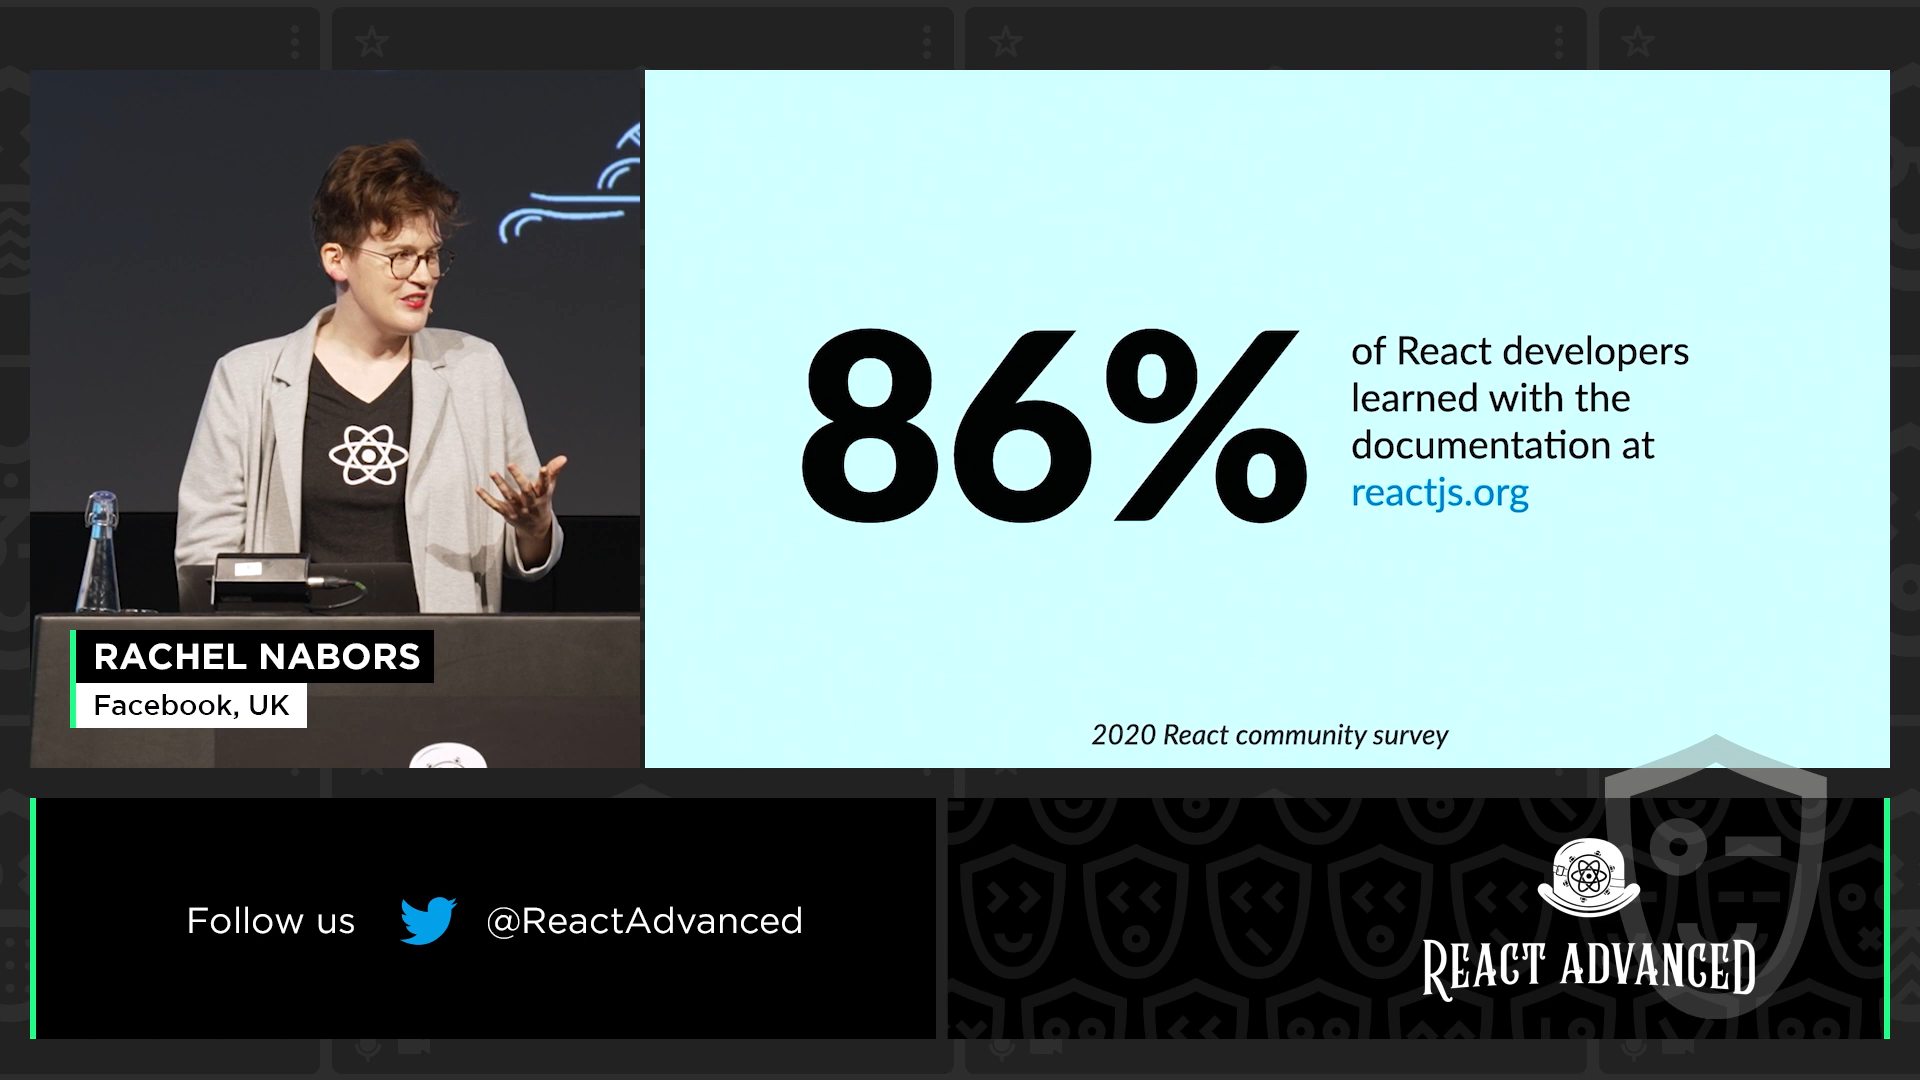 86%
of React developers
learned with the
documentation at
reactjs.org
2020 React community survey
RACHEL NABORS
Facebook, UK
Follow us
@ReactAdvanced
REACT ADVANCED